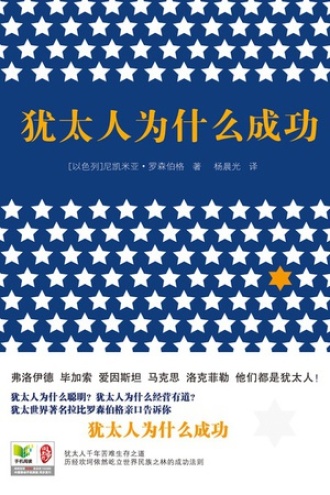 犹太人为什么成功
[以色列]尼凯米亚·罗森伯格 著 杨晨光 译
弗洛伊德 毕加索 爱因斯坦 马克思 洛克菲勒 他们都是犹太人!
犹太人为什么聪明?犹太人为什么经营有道?
犹太世界著名拉比罗森伯格亲口告诉你
犹太人为什么成功
犹太人千年苦难生存之道
历经坎坷依然屹立世界民族之林的成功法则
手机阅读